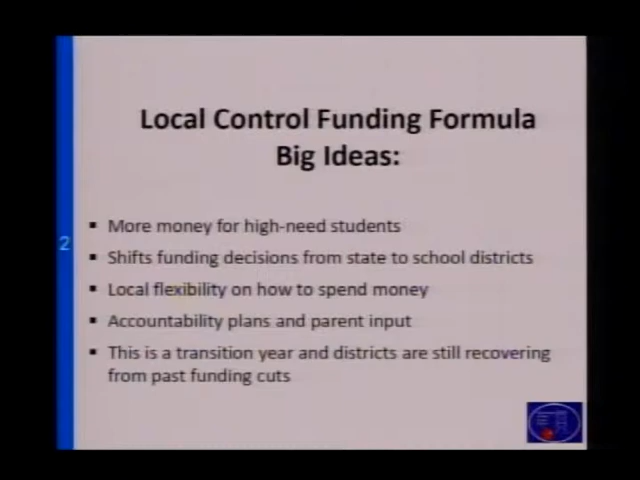 Local Control Funding Formula
Big Ideas:
▪ More money for high-need students
2
▪ Shifts funding decisions from state to school districts
▪ Local flexibility on how to spend money
▪ Accountability plans and parent input
▪ This is a transition year and districts are still recovering
from past funding cuts